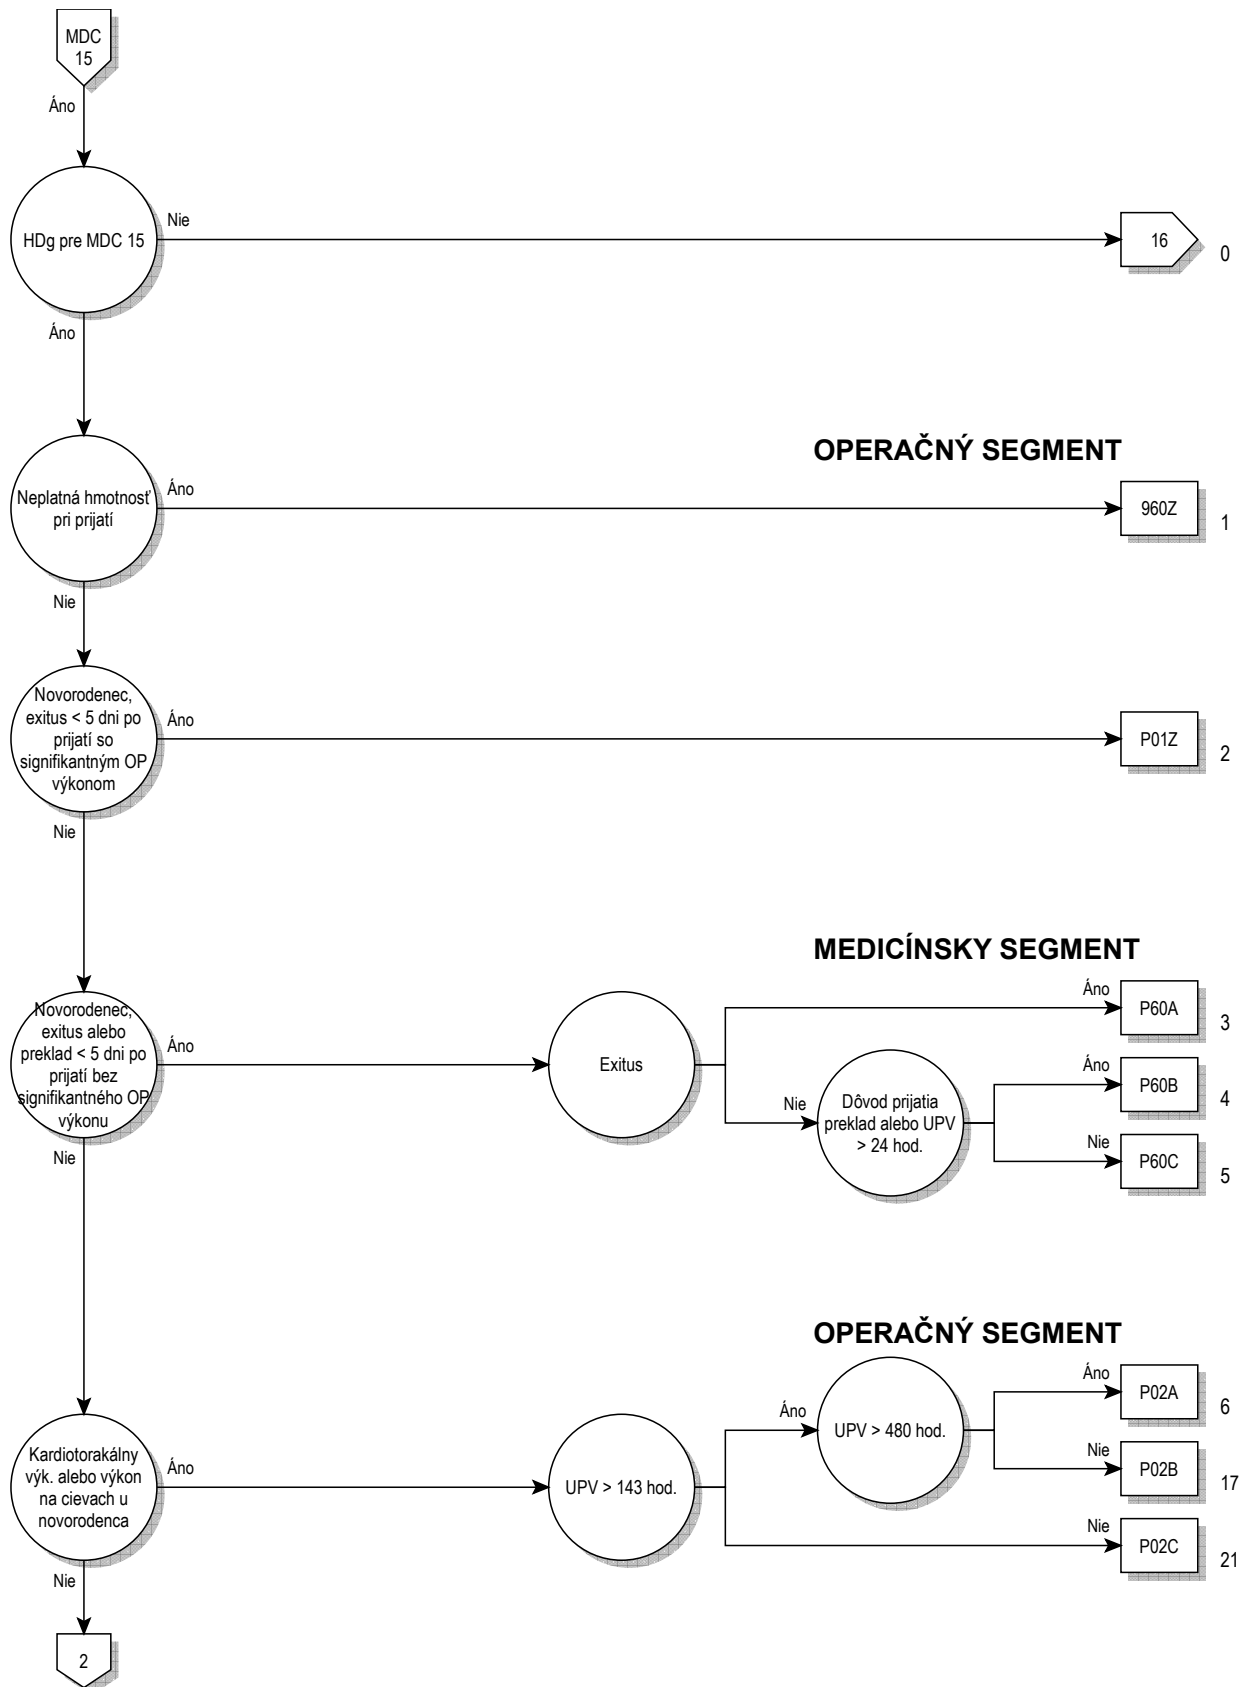 MDC
15
Áno
HDg pre MDC 15
Nie
16
0
Áno
OPERAČNÝ SEGMENT
Neplatná hmotnosť
pri prijatí
Áno
960Z
1
Nie
Novorodenec,
exitus < 5 dni po
prijatí so
signifikantným OP
výkonom
Áno
P01Z
2
Nie
MEDICÍNSKY SEGMENT
Novorodenec,
exitus alebo
preklad < 5 dni po
prijatí bez
signifikantného OP
výkonu
Áno
Exitus
Áno
P60A
3
Nie
Dôvod prijatia
preklad alebo UPV
> 24 hod.
Áno
P60B
4
Nie
P60C
5
Nie
OPERAČNÝ SEGMENT
Kardiotorakálny
výk. alebo výkon
na cievach u
novorodenca
Áno
UPV > 143 hod.
Áno
UPV > 480 hod.
Áno
P02A
6
Nie
P02B
17
Nie
P02C
21
Nie
2